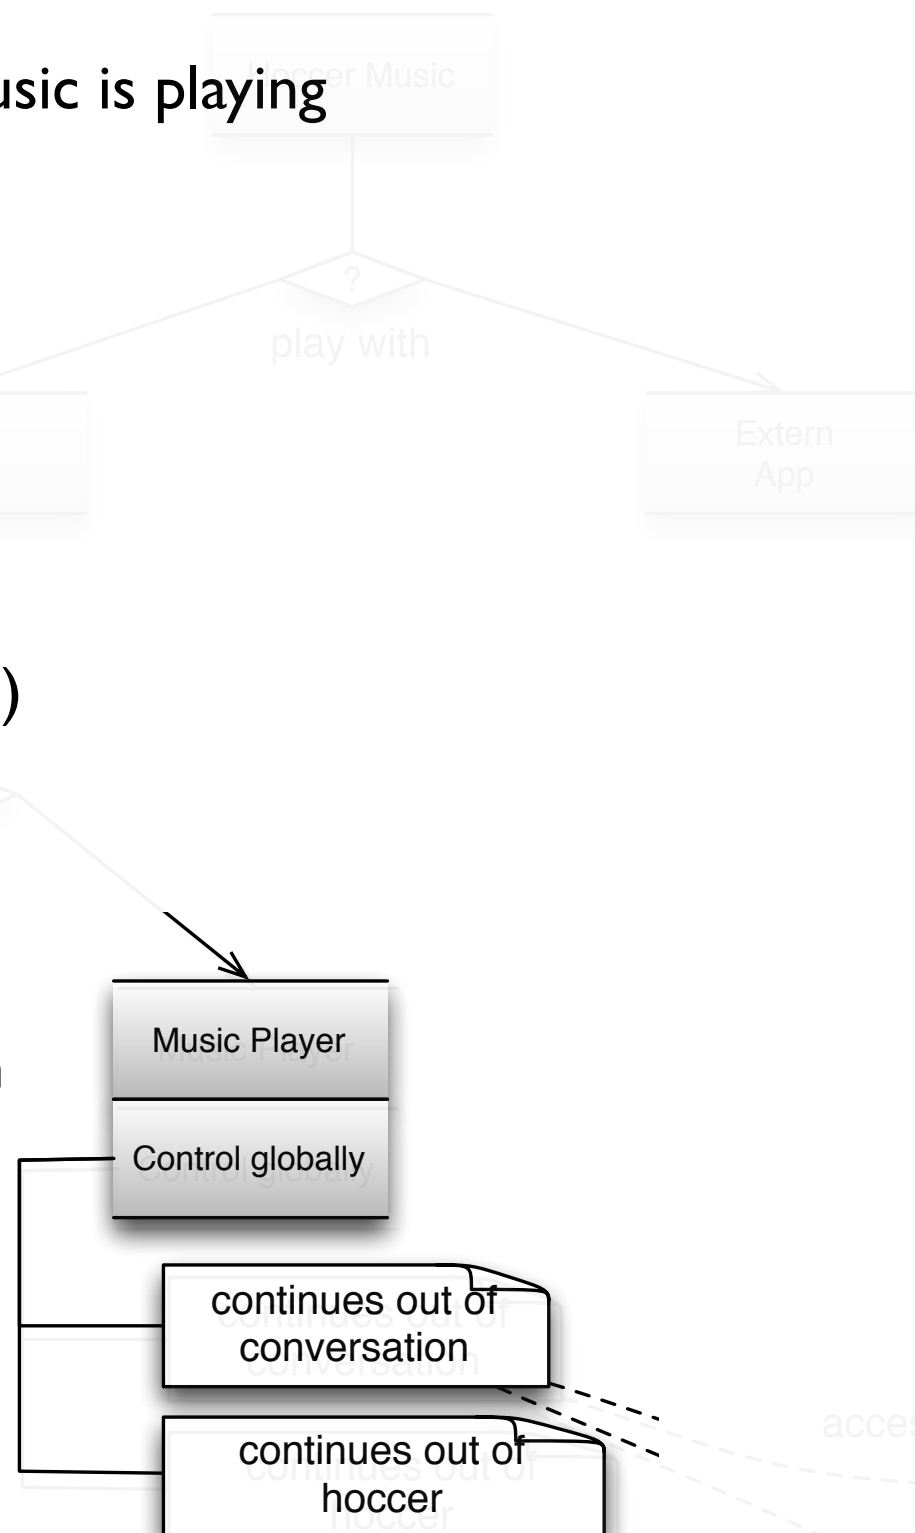 Hoccer Music
usic is playing
?
play with
Extern
App
)
Music Player
Control globally
continues out of
conversation
acces
continues out of
hoccer